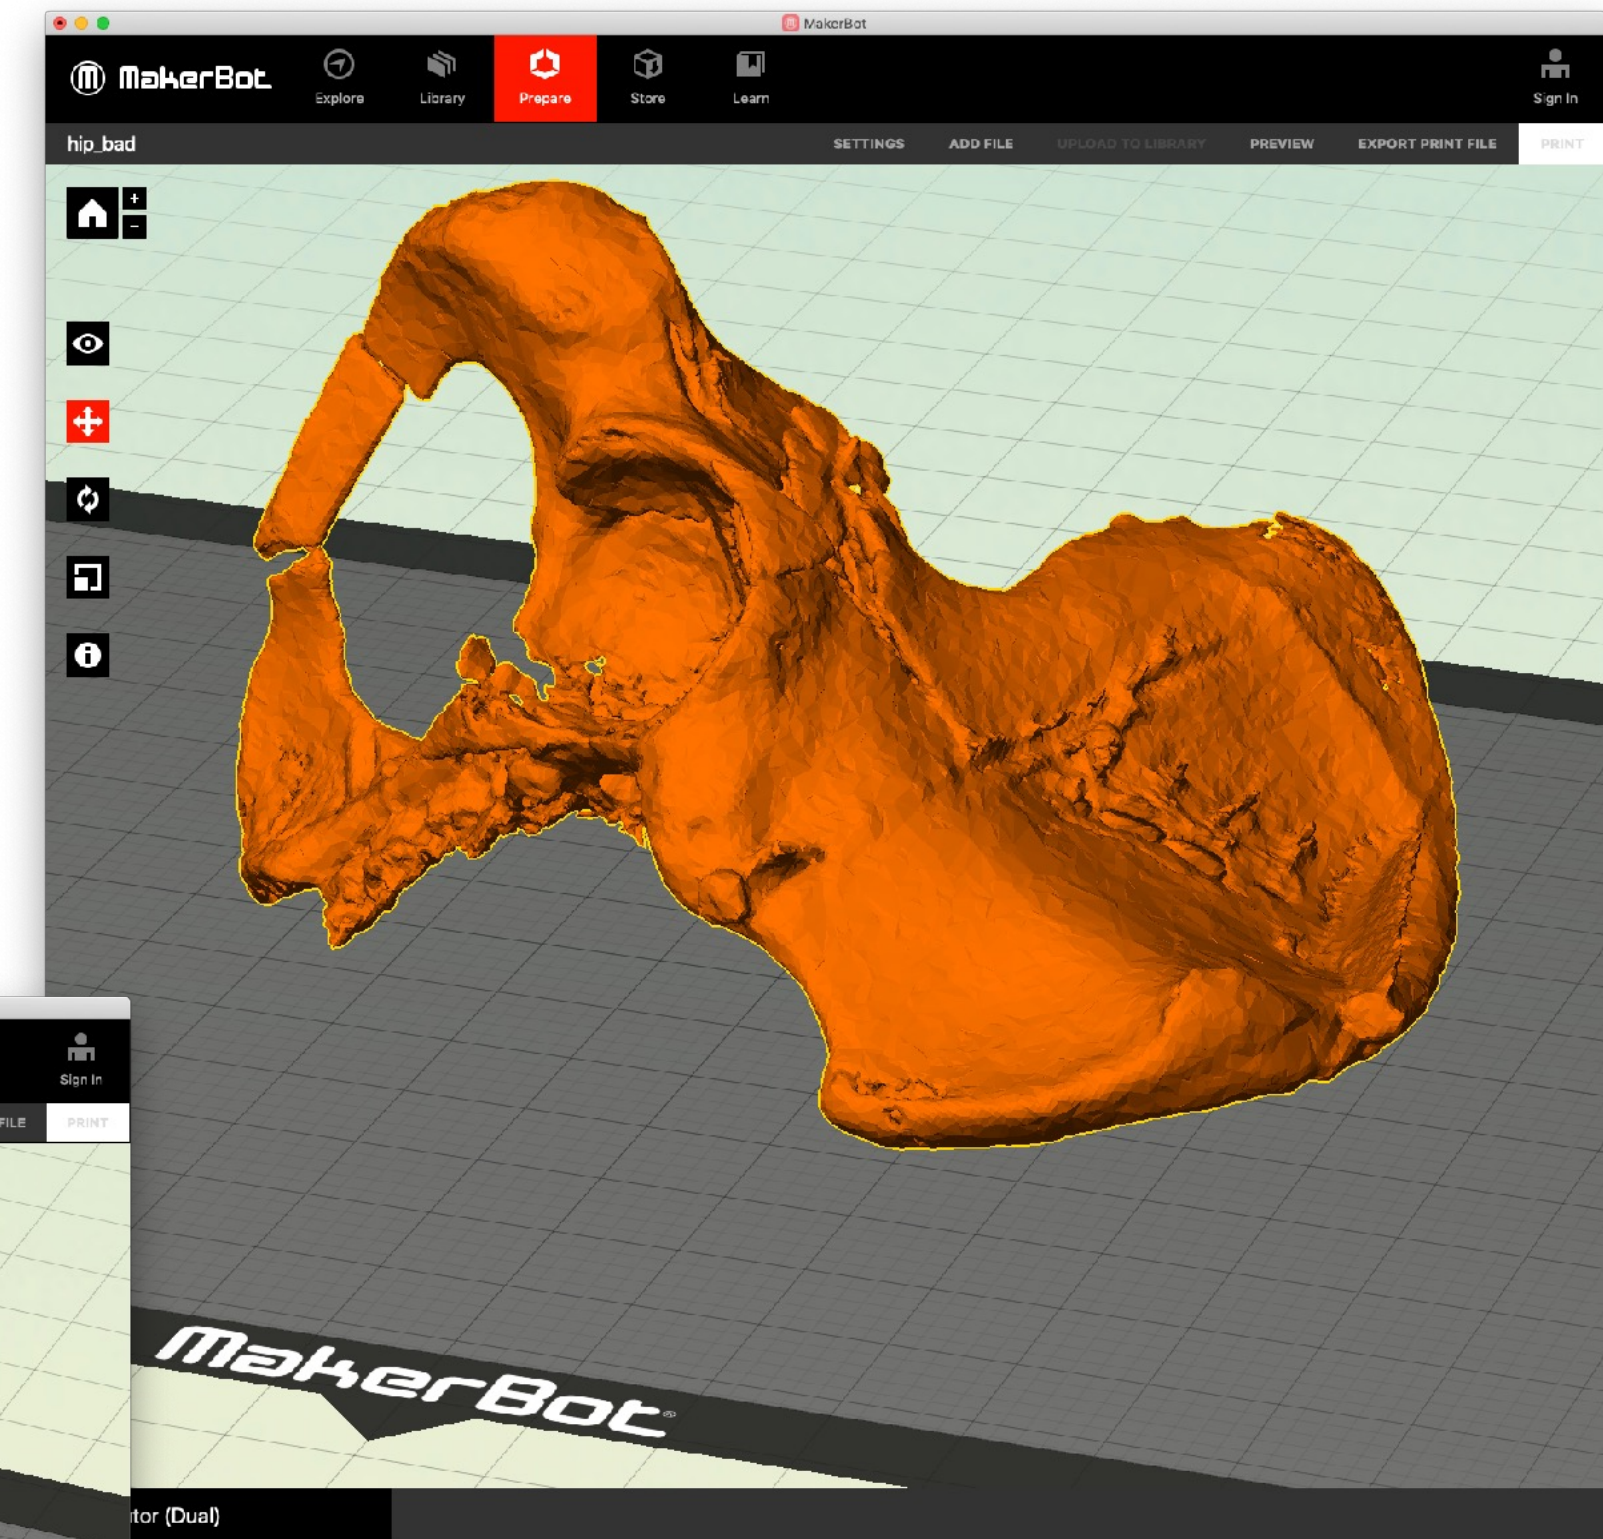 MakerBot
MakerBot
Explore
Library
Prepare
Store
Learn
Sign In
hip_bad
SETTINGS
ADD FILE
UPLOAD TO LIBRARY
PREVIEW
EXPORT PRINT FILE
PRINT
Sign In
FILE
PRINT
MakerBot®
(Dual)